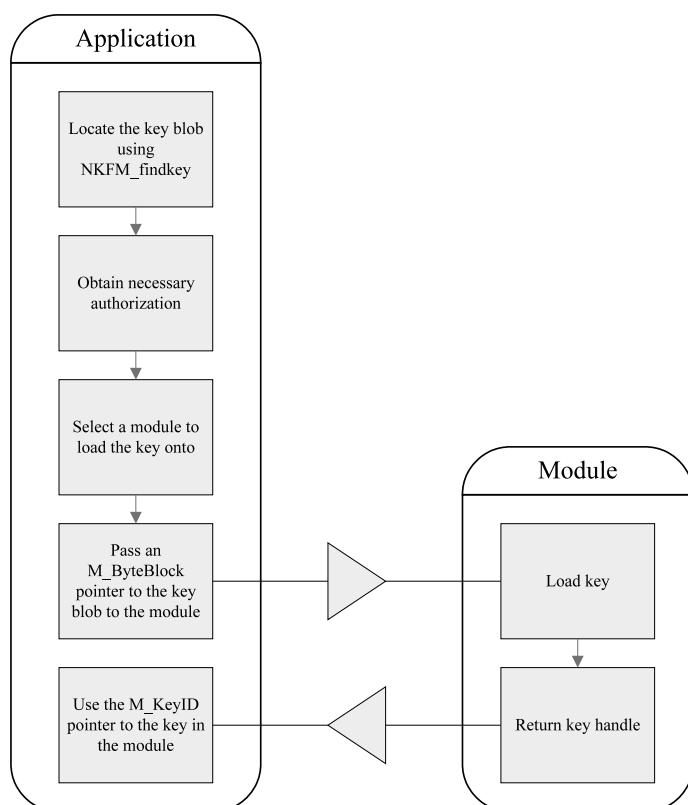 Application
Locate the key blob
using
NKFM_findkey
Obtain necessary
authorization
Select a module to
load the key onto
Pass an
M_ByteBlock
pointer to the key
blob to the module
Use the M_KeyID
pointer to the key in
the module
Module
Load key
Return key handle